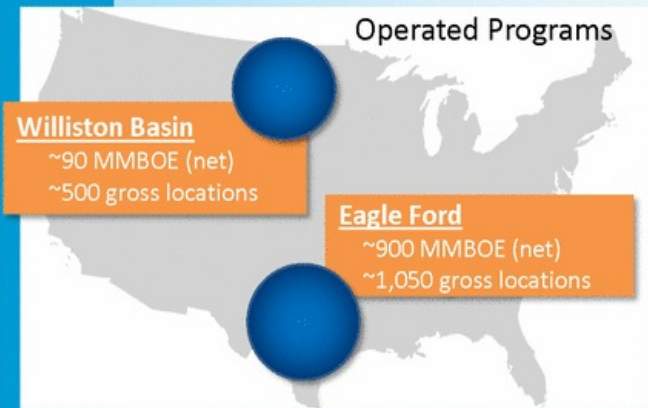 Operated Programs
Williston Basin
~90 MMBOE (net)
~500 gross locations
Eagle Ford
~900 MMBOE (net)
~1,050 gross locations